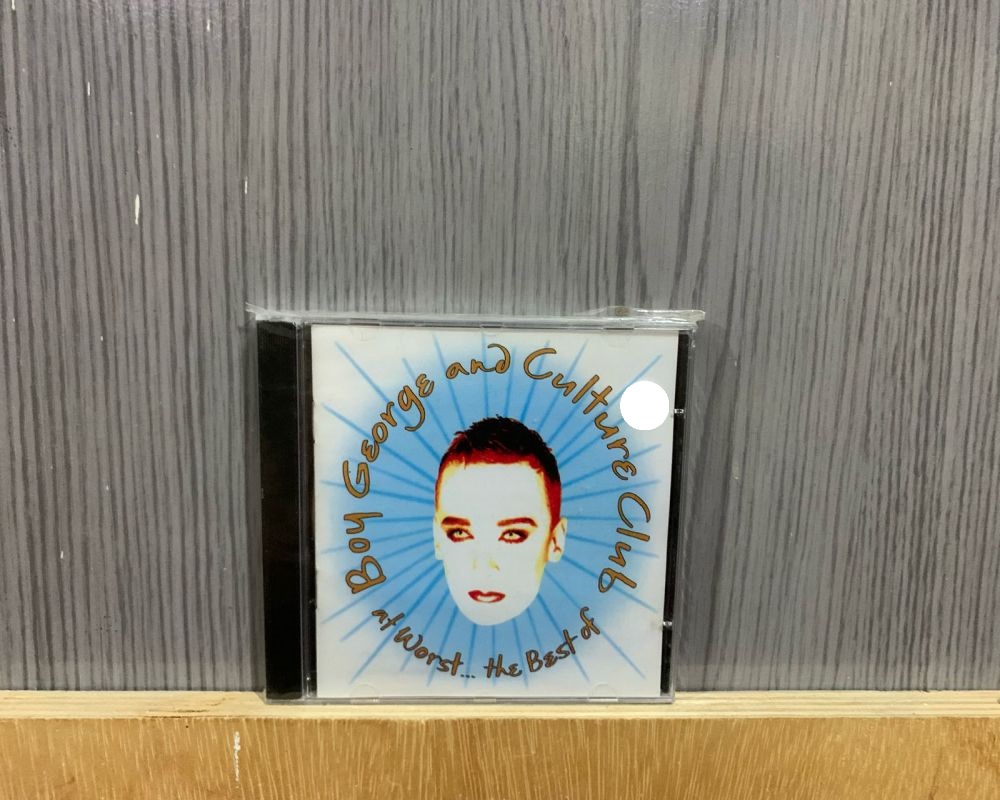 Boy George and Culture Club
at Worst... the Best of